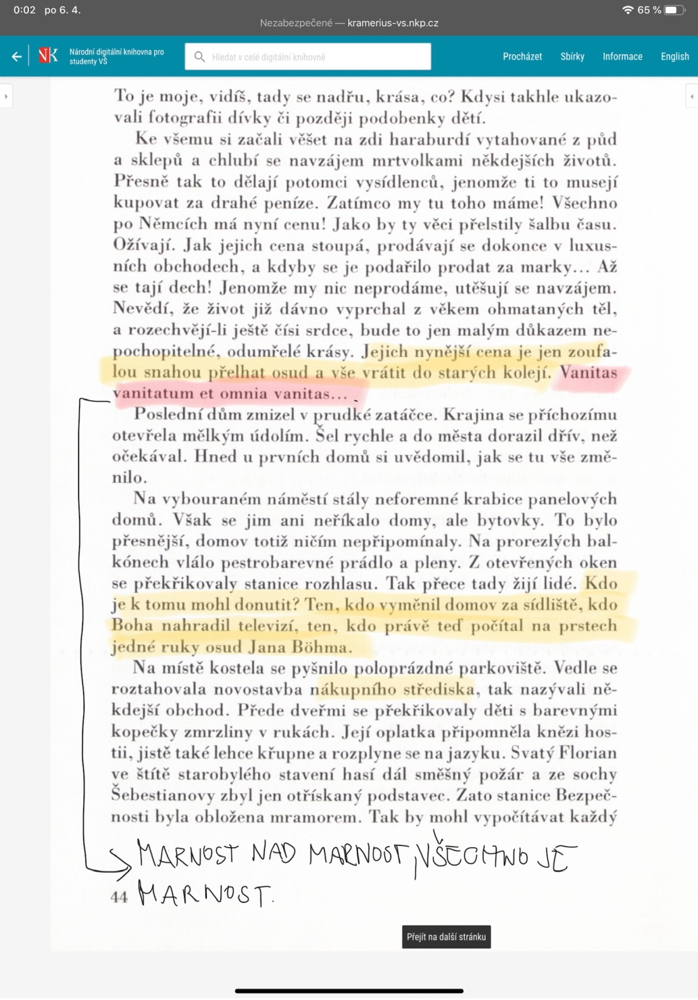 0:02 po 6. 4.
65 %
Nezabezpečené — kramerius-vs.nkp.cz
NK
Národní digitální knihovna pro
studenty VŠ
Hledat v celé digitální knihovně
Procházet Sbírky Informace English
To je moje, vidíš, tady se nadřu, krása, co? Kdysi takhle ukazo-
vali fotografii dívky či později podobenky dětí.
Ke všemu si začali věšet na zdi haraburdí vytahované z půd
a sklepů a chlubí se navzájem mrtvolkami někdejších životů.
Přesně tak to dělají potomci vysídlenců, jenomže ti to musejí
kupovat za drahé peníze. Zatímco my tu toho máme! Všechno
po Němcích má nyní cenu! Jako by ty věci přelstily šalbu času.
Ožívají. Jak jejich cena stoupá, prodávají se dokonce v luxus-
ních obchodech, a kdyby se je podařilo prodat za marky... Až
se tají dech! Jenomže my nic neprodáme, utěšují se navzájem.
Nevědí, že život již dávno vyprchal z věkem ohmataných těl,
a rozechvějí-li ještě čísi srdce, bude to jen malým důkazem ne-
pochopitelné, odumřelé krásy. Jejich nynější cena je jen zoufa-
lou snahou přelhat osud a vše vrátit do starých kolejí. Vanitas
vanitatum et omnia vanitas...
Poslední dům zmizel v prudké zatáčce. Krajina se příchozímu
otevřela mělkým údolím. Šel rychle a do města dorazil dřív, než
očekával. Hned u prvních domů si uvědomil, jak se tu vše změ-
nilo.
Na vybouraném náměstí stály neforemné krabice panelových
domů. Však se jim ani neříkalo domy, ale bytovky. To bylo
přesnější, domov totiž ničím nepřipomínaly. Na prorezlých bal-
kónech vlálo pestrobarevné prádlo a pleny. Z otevřených oken
se překřikovaly stanice rozhlasu. Tak přece tady žijí lidé. Kdo
je k tomu mohl donutit? Ten, kdo vyměnil domov za sídliště, kdo
Boha nahradil televizí, ten, kdo právě teď počítal na prstech
jedné ruky osud Jana Böhma.
Na místě kostela se pyšnilo poloprázdné parkoviště. Vedle se
roztahovala novostavba nákupního střediska, tak nazývali ně-
kdejší obchod. Přede dveřmi se překřikovaly děti s barevnými
kopečky zmrzliny v rukách. Její oplatka připomněla knězi hos-
tii, jistě také lehce křupne a rozplyne se na jazyku. Svatý Florian
ve štítě starobylého stavení hasí dál směšný požár a ze sochy
Šebestianovy zbyl jen otřískaný podstavec. Zato stanice Bezpeč-
nosti byla obložena mramorem. Tak by mohl vypočítávat každý
MARNOST NAD MARNOST, VŠECHNO JE
MARNOST.
44
Přejít na další stránku